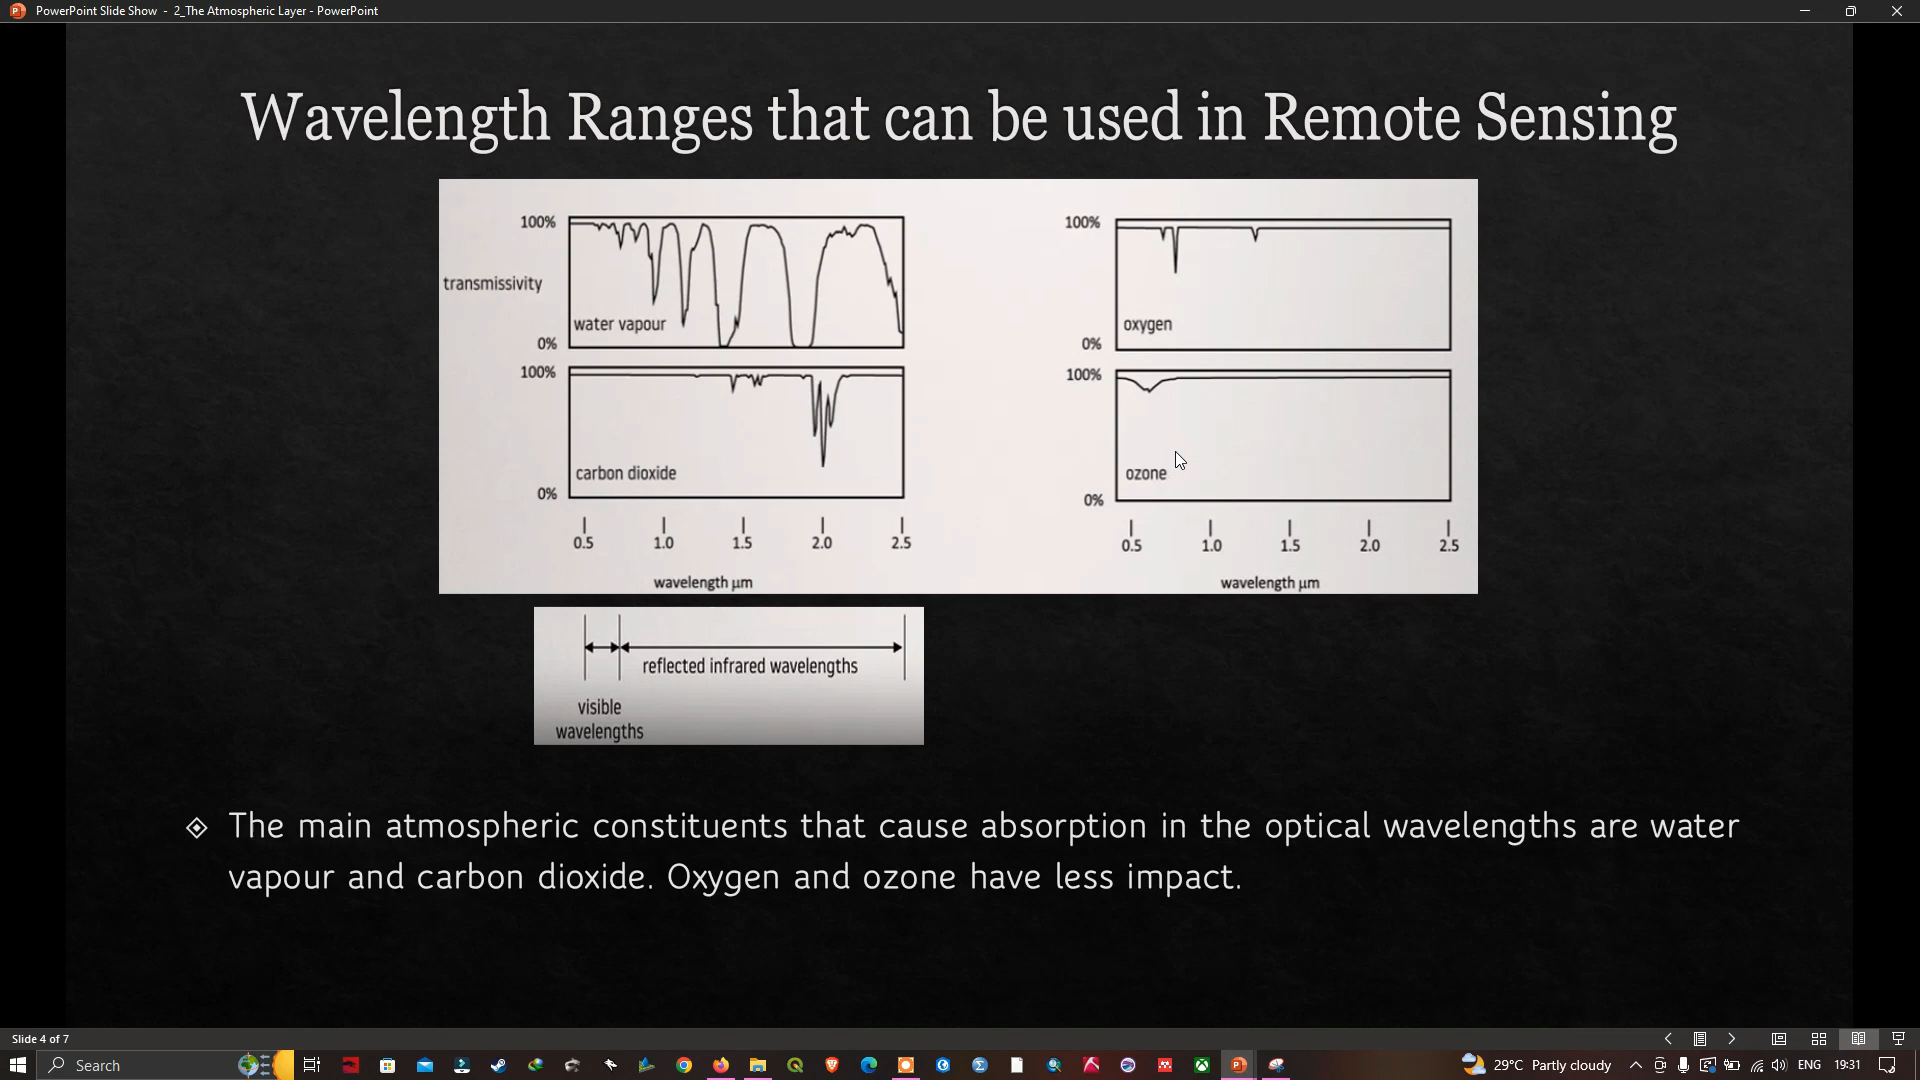 PowerPoint Slide Show - 2_The Atmospheric Layer - PowerPoint
Wavelength Ranges that can be used in Remote Sensing
100%
transmissivity
water vapour
0%
100%
carbon dioxide
0%
0.5 1.0 1.5 2.0 2.5
wavelength μm
100%
oxygen
0%
100%
ozone
0%
0.5 1.0 1.5 2.0 2.5
wavelength μm
reflected infrared wavelengths
visible
wavelengths
The main atmospheric constituents that cause absorption in the optical wavelengths are water
vapour and carbon dioxide. Oxygen and ozone have less impact.
Slide 4 of 7
Search
29°C Partly cloudy
ENG
19:31